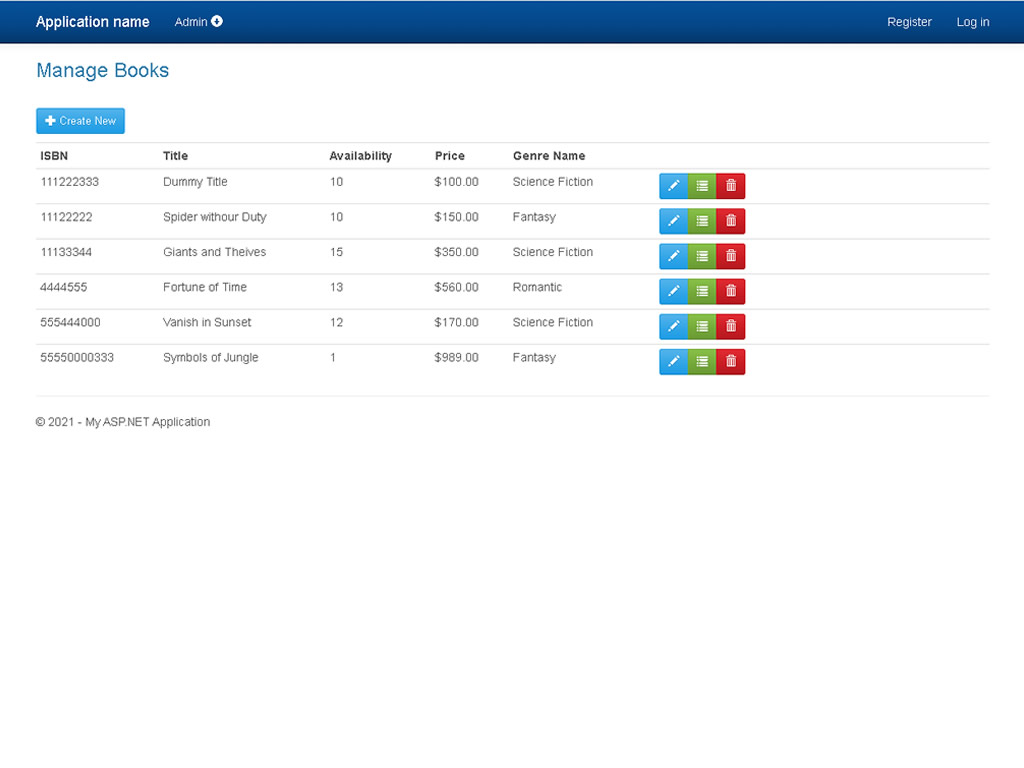 Application name Admin Register Log in
Manage Books
Create New
ISBN Title Availability Price Genre Name
111222333 Dummy Title 10 $100.00 Science Fiction
11122222 Spider withour Duty 10 $150.00 Fantasy
11133344 Giants and Theives 15 $350.00 Science Fiction
4444555 Fortune of Time 13 $560.00 Romantic
555444000 Vanish in Sunset 12 $170.00 Science Fiction
55550000333 Symbols of Jungle 1 $989.00 Fantasy
© 2021 - My ASP.NET Application